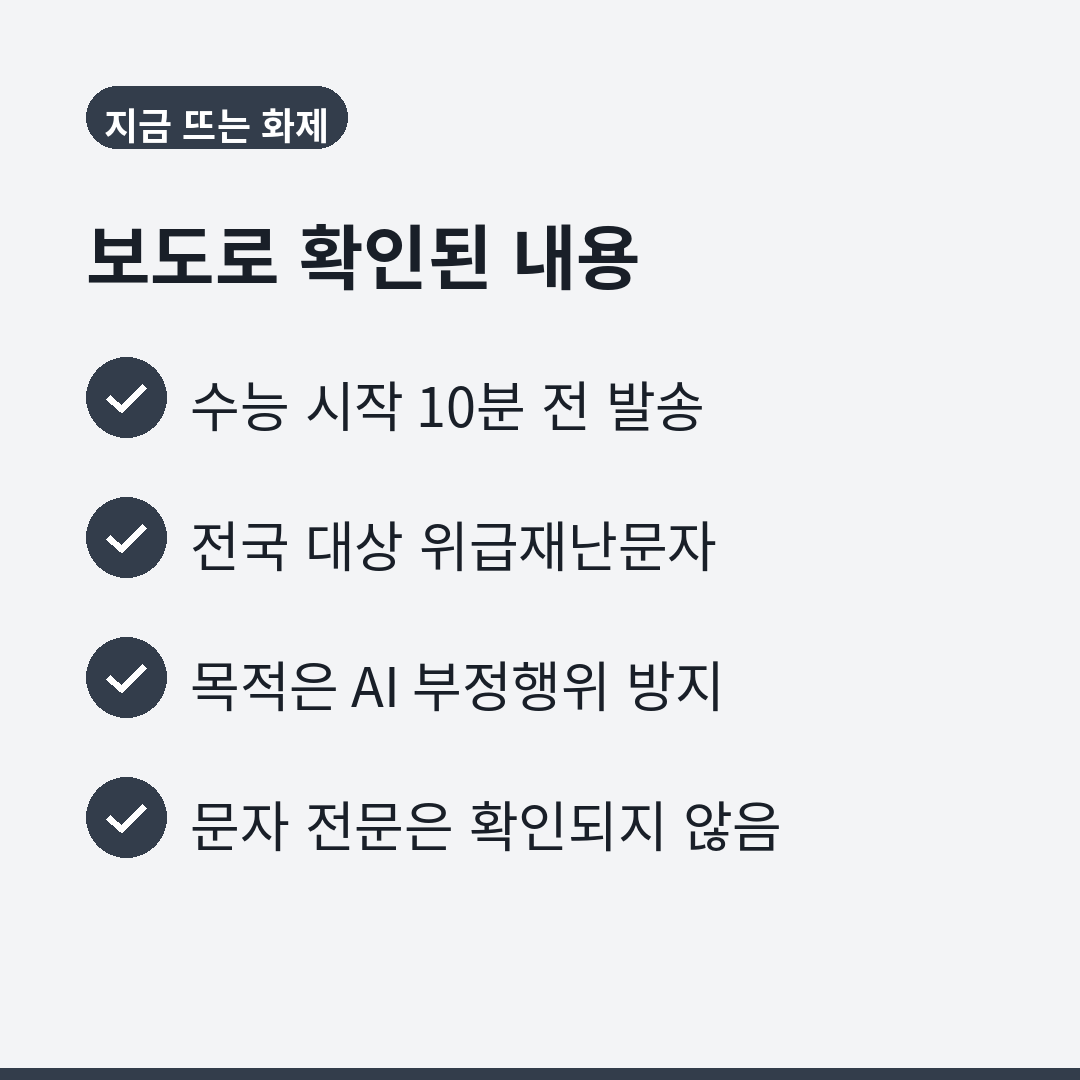 지금 뜨는 화제
보도로 확인된 내용
수능 시작 10분 전 발송
전국 대상 위급재난문자
목적은 AI 부정행위 방지
문자 전문은 확인되지 않음